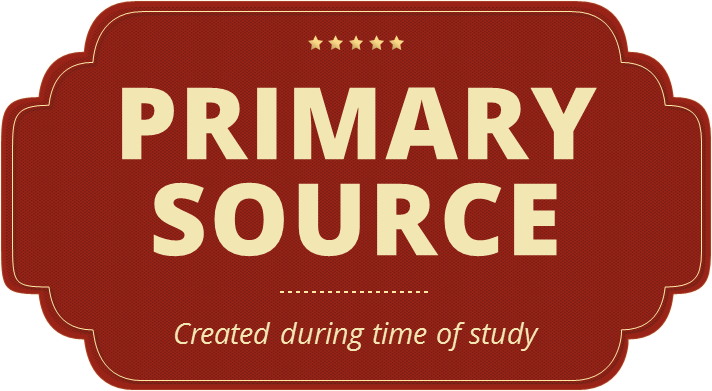 PRIMARY
SOURCE
Created during time of study